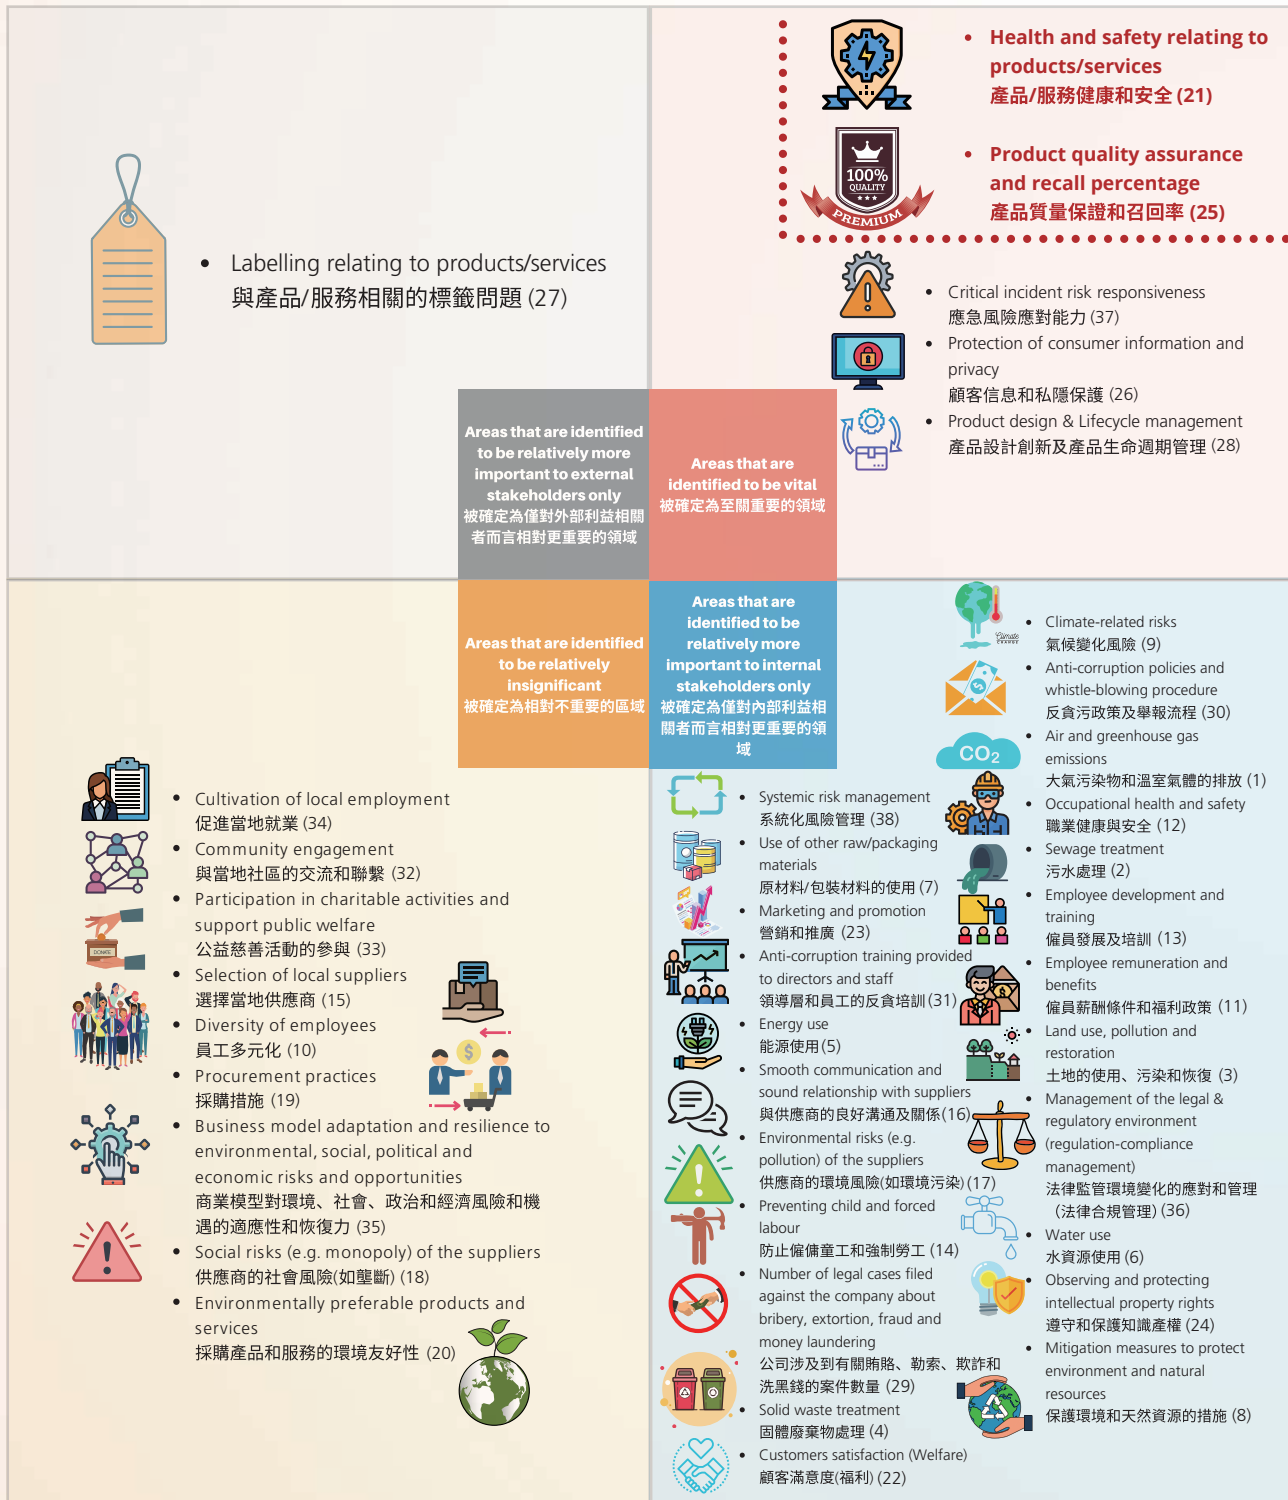 • Labelling relating to products/services
與產品/服務相關的標籤問題 (27)
100%
QUALITY
PREMIUM
• Health and safety relating to
products/services
產品/服務健康和安全 (21)
• Product quality assurance
and recall percentage
產品質量保證和召回率 (25)
• Critical incident risk responsiveness
應急風險應對能力 (37)
• Protection of consumer information and
privacy
顧客信息和私隱保護 (26)
• Product design & Lifecycle management
產品設計創新及產品生命週期管理 (28)
Areas that are identified
to be relatively more
important to external
stakeholders only
被確定為僅對外部利益相關
者而言相對更重要的領域
Areas that are
identified to be vital
被確定為至關重要的領域
Areas that are identified
to be relatively
insignificant
被確定為相對不重要的區域
Areas that are
identified to be
relatively more
important to internal
stakeholders only
被確定為僅對內部利益相
關者而言相對更重要的領
域
DONATE
• Cultivation of local employment
促進當地就業 (34)
• Community engagement
與當地社區的交流和聯繫 (32)
• Participation in charitable activities and
support public welfare
公益慈善活動的參與 (33)
• Selection of local suppliers
選擇當地供應商 (15)
• Diversity of employees
員工多元化 (10)
• Procurement practices
採購措施 (19)
• Business model adaptation and resilience to
environmental, social, political and
economic risks and opportunities
商業模型對環境、社會、政治和經濟風險和機
遇的適應性和恢復力 (35)
• Social risks (e.g. monopoly) of the suppliers
供應商的社會風險(如壟斷) (18)
• Environmentally preferable products and
services
採購產品和服務的環境友好性 (20)
• Systemic risk management
系統化風險管理 (38)
• Use of other raw/packaging
materials
原材料/包裝材料的使用 (7)
• Marketing and promotion
營銷和推廣 (23)
• Anti-corruption training provided
to directors and staff
領導層和員工的反貪培訓(31)
• Energy use
能源使用(5)
• Smooth communication and
sound relationship with suppliers
與供應商的良好溝通及關係(16)
• Environmental risks (e.g.
pollution) of the suppliers
供應商的環境風險(如環境污染)(17)
• Preventing child and forced
labour
防止僱傭童工和強制勞工 (14)
• Number of legal cases filed
against the company about
bribery, extortion, fraud and
money laundering
公司涉及到有關賄賂、勒索、欺詐和
洗黑錢的案件數量 (29)
• Solid waste treatment
固體廢棄物處理 (4)
• Customers satisfaction (Welfare)
顧客滿意度(福利) (22)
Climate
CHANGE
CO2
• Climate-related risks
氣候變化風險 (9)
• Anti-corruption policies and
whistle-blowing procedure
反貪污政策及舉報流程 (30)
• Air and greenhouse gas
emissions
大氣污染物和溫室氣體的排放 (1)
• Occupational health and safety
職業健康與安全 (12)
• Sewage treatment
污水處理 (2)
• Employee development and
training
僱員發展及培訓 (13)
• Employee remuneration and
benefits
僱員薪酬條件和福利政策 (11)
• Land use, pollution and
restoration
土地的使用、污染和恢復 (3)
• Management of the legal &
regulatory environment
(regulation-compliance
management)
法律監管環境變化的應對和管理
（法律合規管理) (36)
• Water use
水資源使用 (6)
• Observing and protecting
intellectual property rights
遵守和保護知識產權 (24)
• Mitigation measures to protect
environment and natural
resources
保護環境和天然資源的措施 (8)